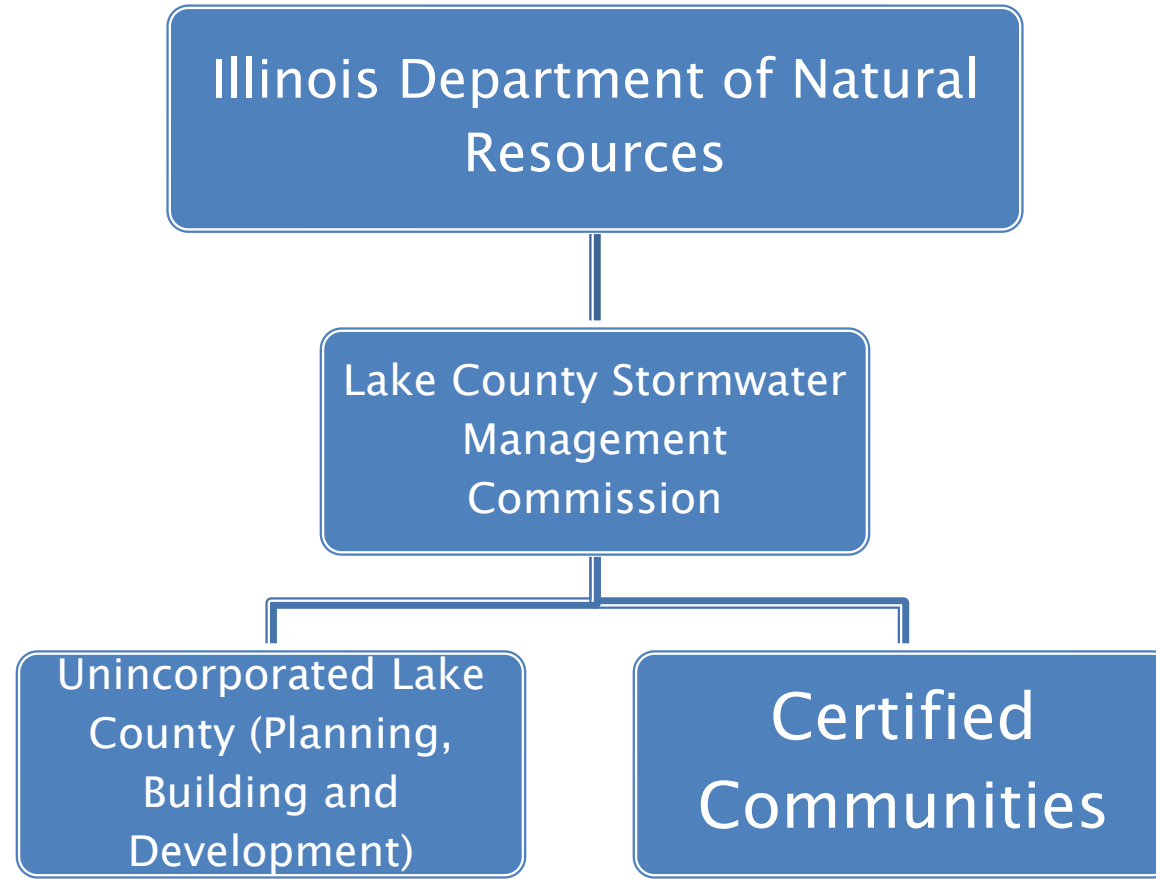 Illinois Department of Natural
Resources
Lake County Stormwater
Management
Commission
Unincorporated Lake
County (Planning,
Building and
Development)
Certified
Communities